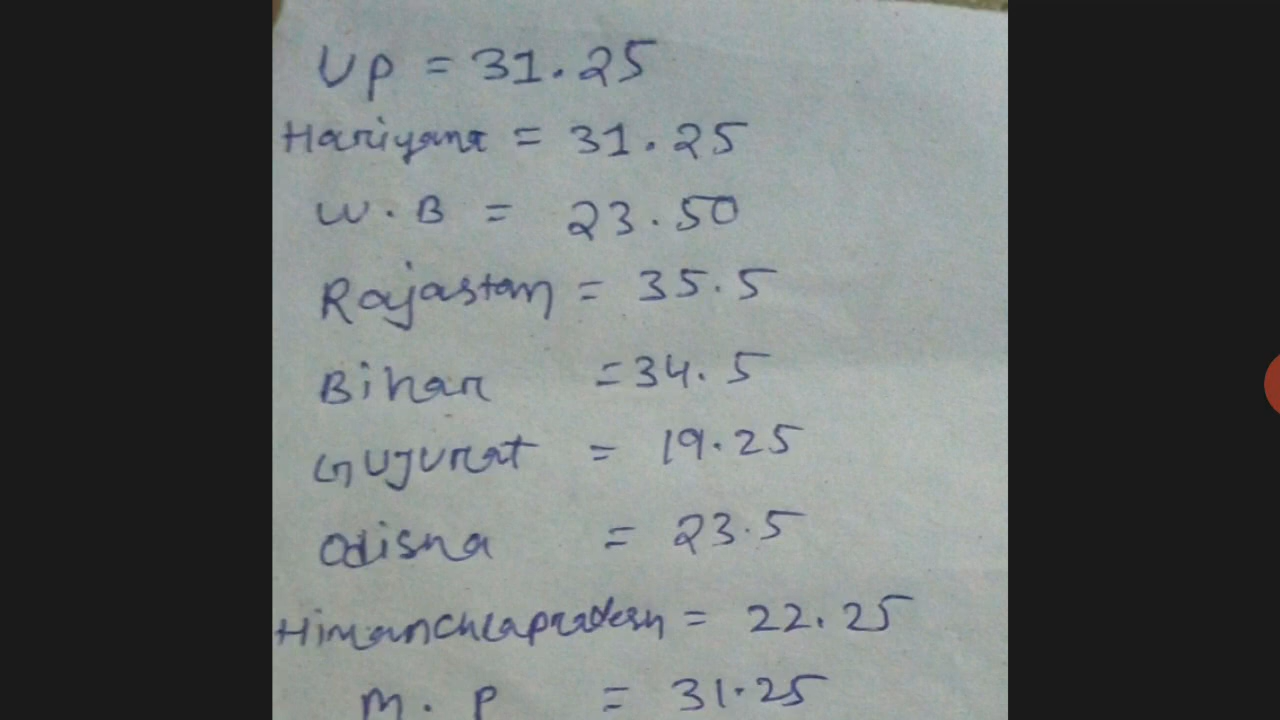 UP = 31.25
Hariyana = 31.25
W.B = 23.50
Rajastan = 35.5
Bihar = 34.5
Gujurat = 19.25
Odisha = 23.5
Himanchlapradesh = 22.25
M.P = 31.25